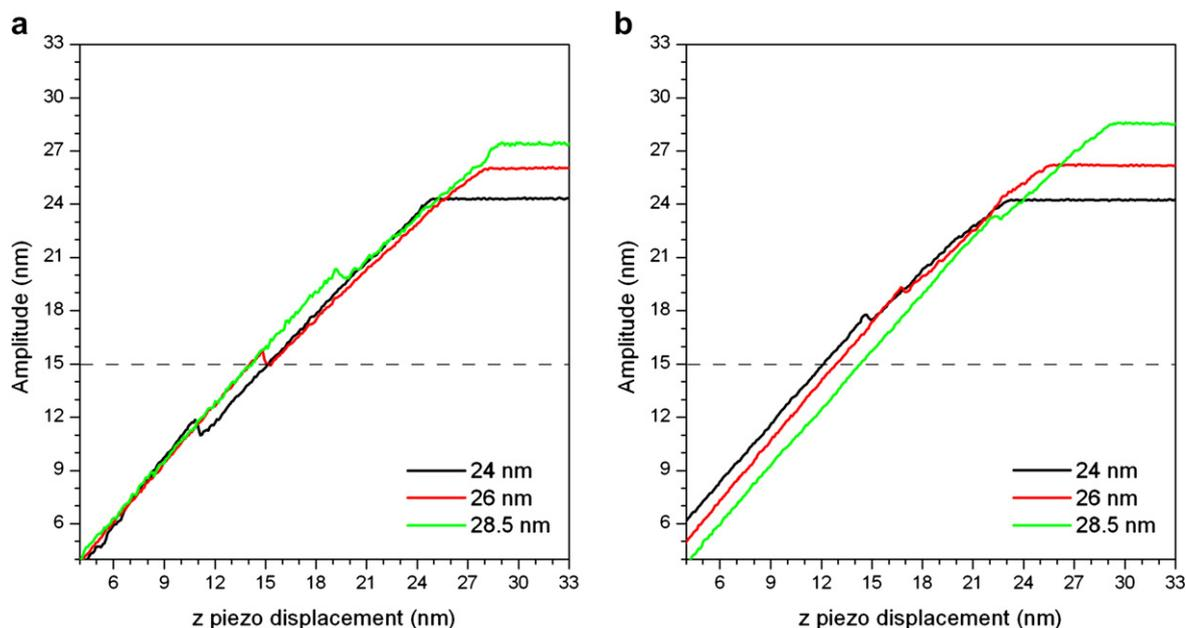 a
33
30
27
24
21
18
15
12
9
6
Amplitude (nm)
6 9 12 15 18 21 24 27 30 33
z piezo displacement (nm)
24 nm
26 nm
28.5 nm
b
33
30
27
24
21
18
15
12
9
6
Amplitude (nm)
6 9 12 15 18 21 24 27 30 33
z piezo displacement (nm)
24 nm
26 nm
28.5 nm